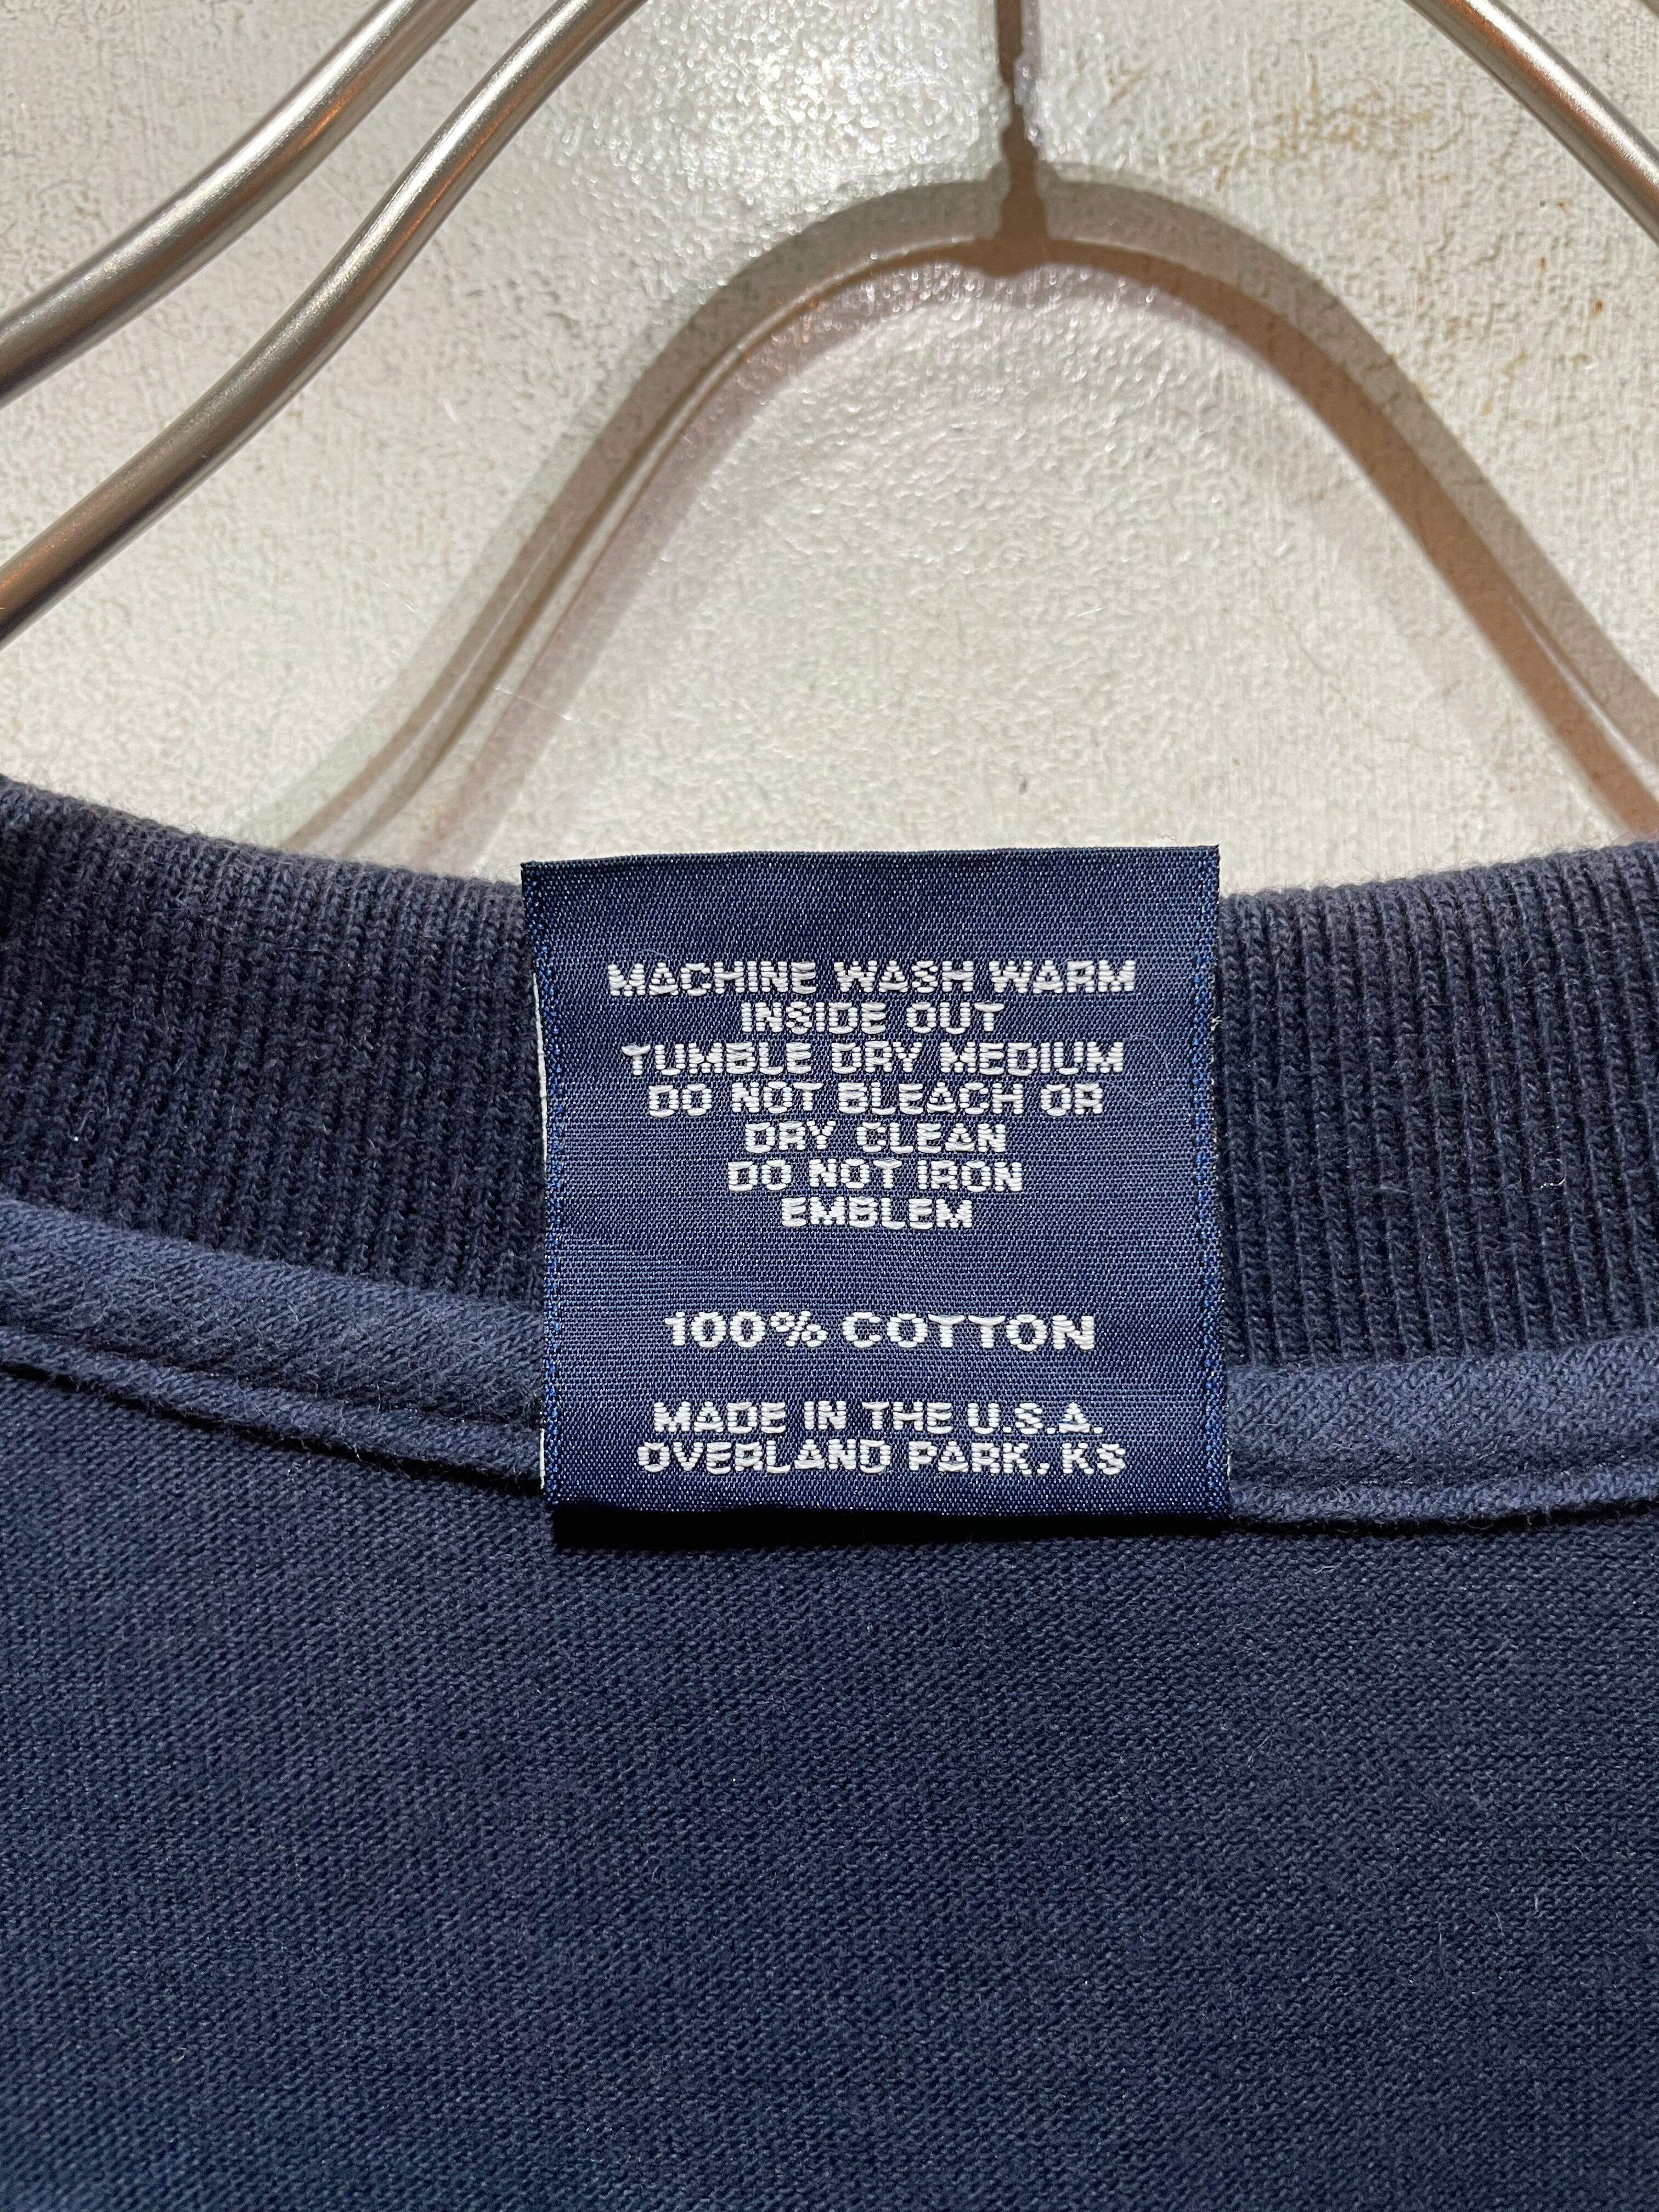 MACHINE WASH WARM
INSIDE OUT
TUMBLE DRY MEDIUM
DO NOT BLEACH OR
DRY CLEAN
DO NOT IRON
EMBLEM
100% COTTON
MADE IN THE U.S.A.
OVERLAND PARK, KS